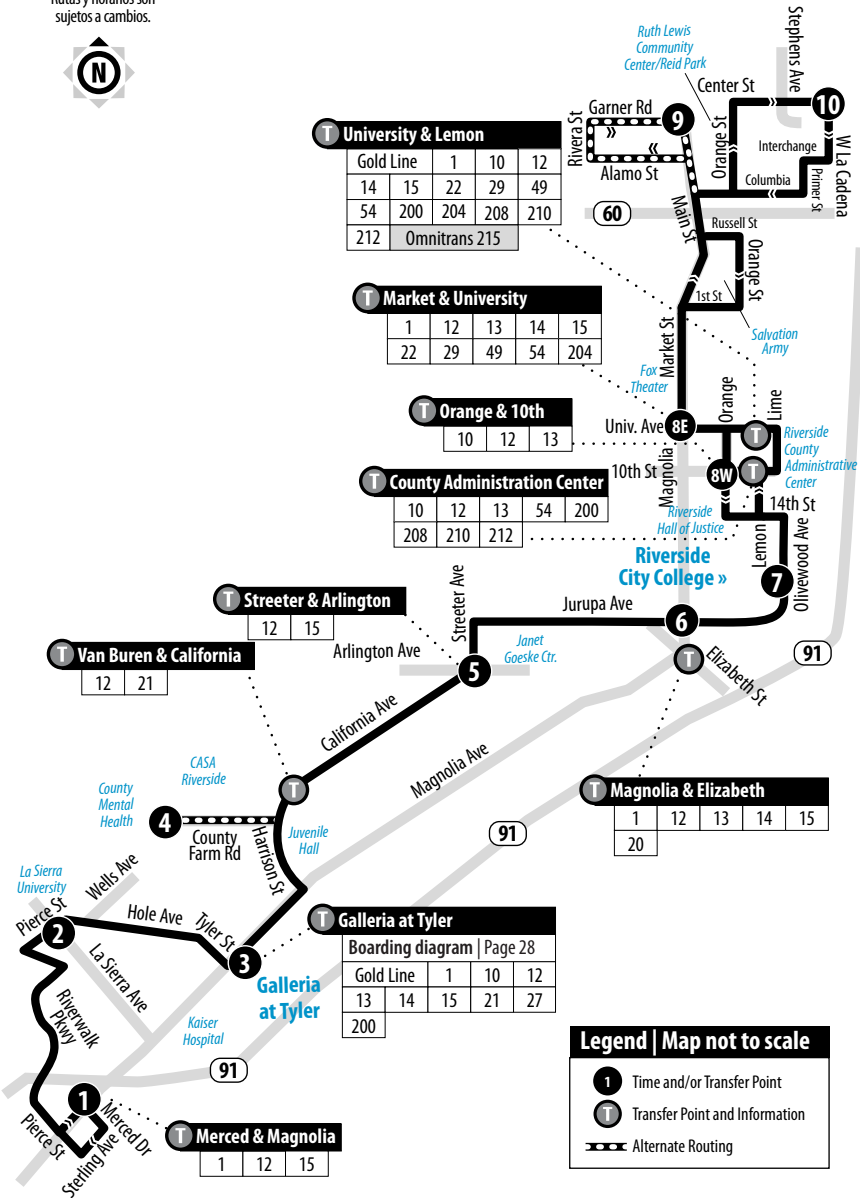 Rutas y horarios son
sujetos a cambios.
N
Ruth Lewis
Community
Center/Reid Park
Stephens Ave
Center St
10
Garner Rd
9
Rivera St
Alamo St
Orange St
Interchange
W La Cadena
Columbia
Primer St
Main St
60
Russell St
Orange St
1st St
Salvation
Army
Market St
T University & Lemon
Gold Line 1 10 12
14 15 22 29 49
54 200 204 208 210
212 Omnitrans 215
T Market & University
1 12 13 14 15
22 29 49 54 204
Fox
Theater
T Orange & 10th
10 12 13
Univ. Ave
8E
Orange
Lime
T
Riverside
County
Administrative
Center
10th St
Magnolia
8W
T
T County Administration Center
10 12 13 54 200
208 210 212
14th St
Riverside
Hall of Justice
Lemon
Olivewood Ave
Riverside
City College »
7
T Streeter & Arlington
12 15
Streeter Ave
Jurupa Ave
6
Arlington Ave
Janet
Goeske Ctr.
5
T
Elizabeth St
91
T Van Buren & California
12 21
California Ave
Magnolia Ave
CASA
Riverside
County
Mental
Health
T
4
County
Farm Rd
Harrison St
Juvenile
Hall
91
T Magnolia & Elizabeth
1 12 13 14 15
20
La Sierra
University
Wells Ave
Pierce St
2
Hole Ave
Tyler St
3
La Sierra Ave
Galleria
at Tyler
T Galleria at Tyler
Boarding diagram | Page 28
Gold Line 1 10 12
13 14 15 21 27
200
Riverwalk
Pkwy
Kaiser
Hospital
91
1
Merced Dr
Pierce St
Sterling Ave
T Merced & Magnolia
1 12 15
Legend | Map not to scale
1 Time and/or Transfer Point
T Transfer Point and Information
Alternate Routing